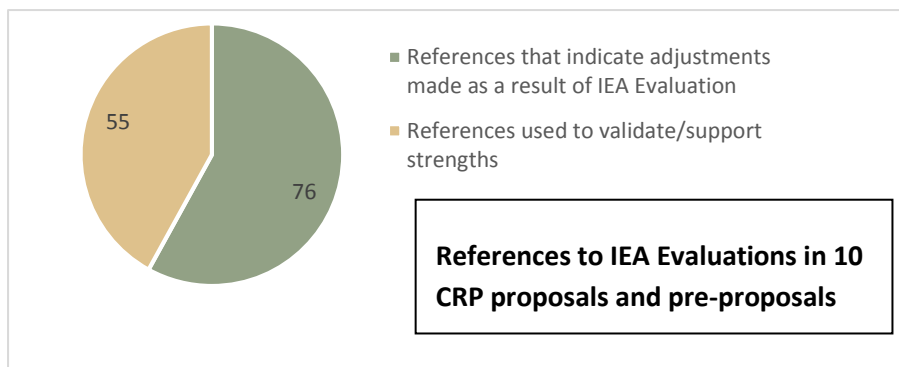 References that indicate adjustments
made as a result of IEA Evaluation
References used to validate/support
strengths
55
76
References to IEA Evaluations in 10
CRP proposals and pre-proposals